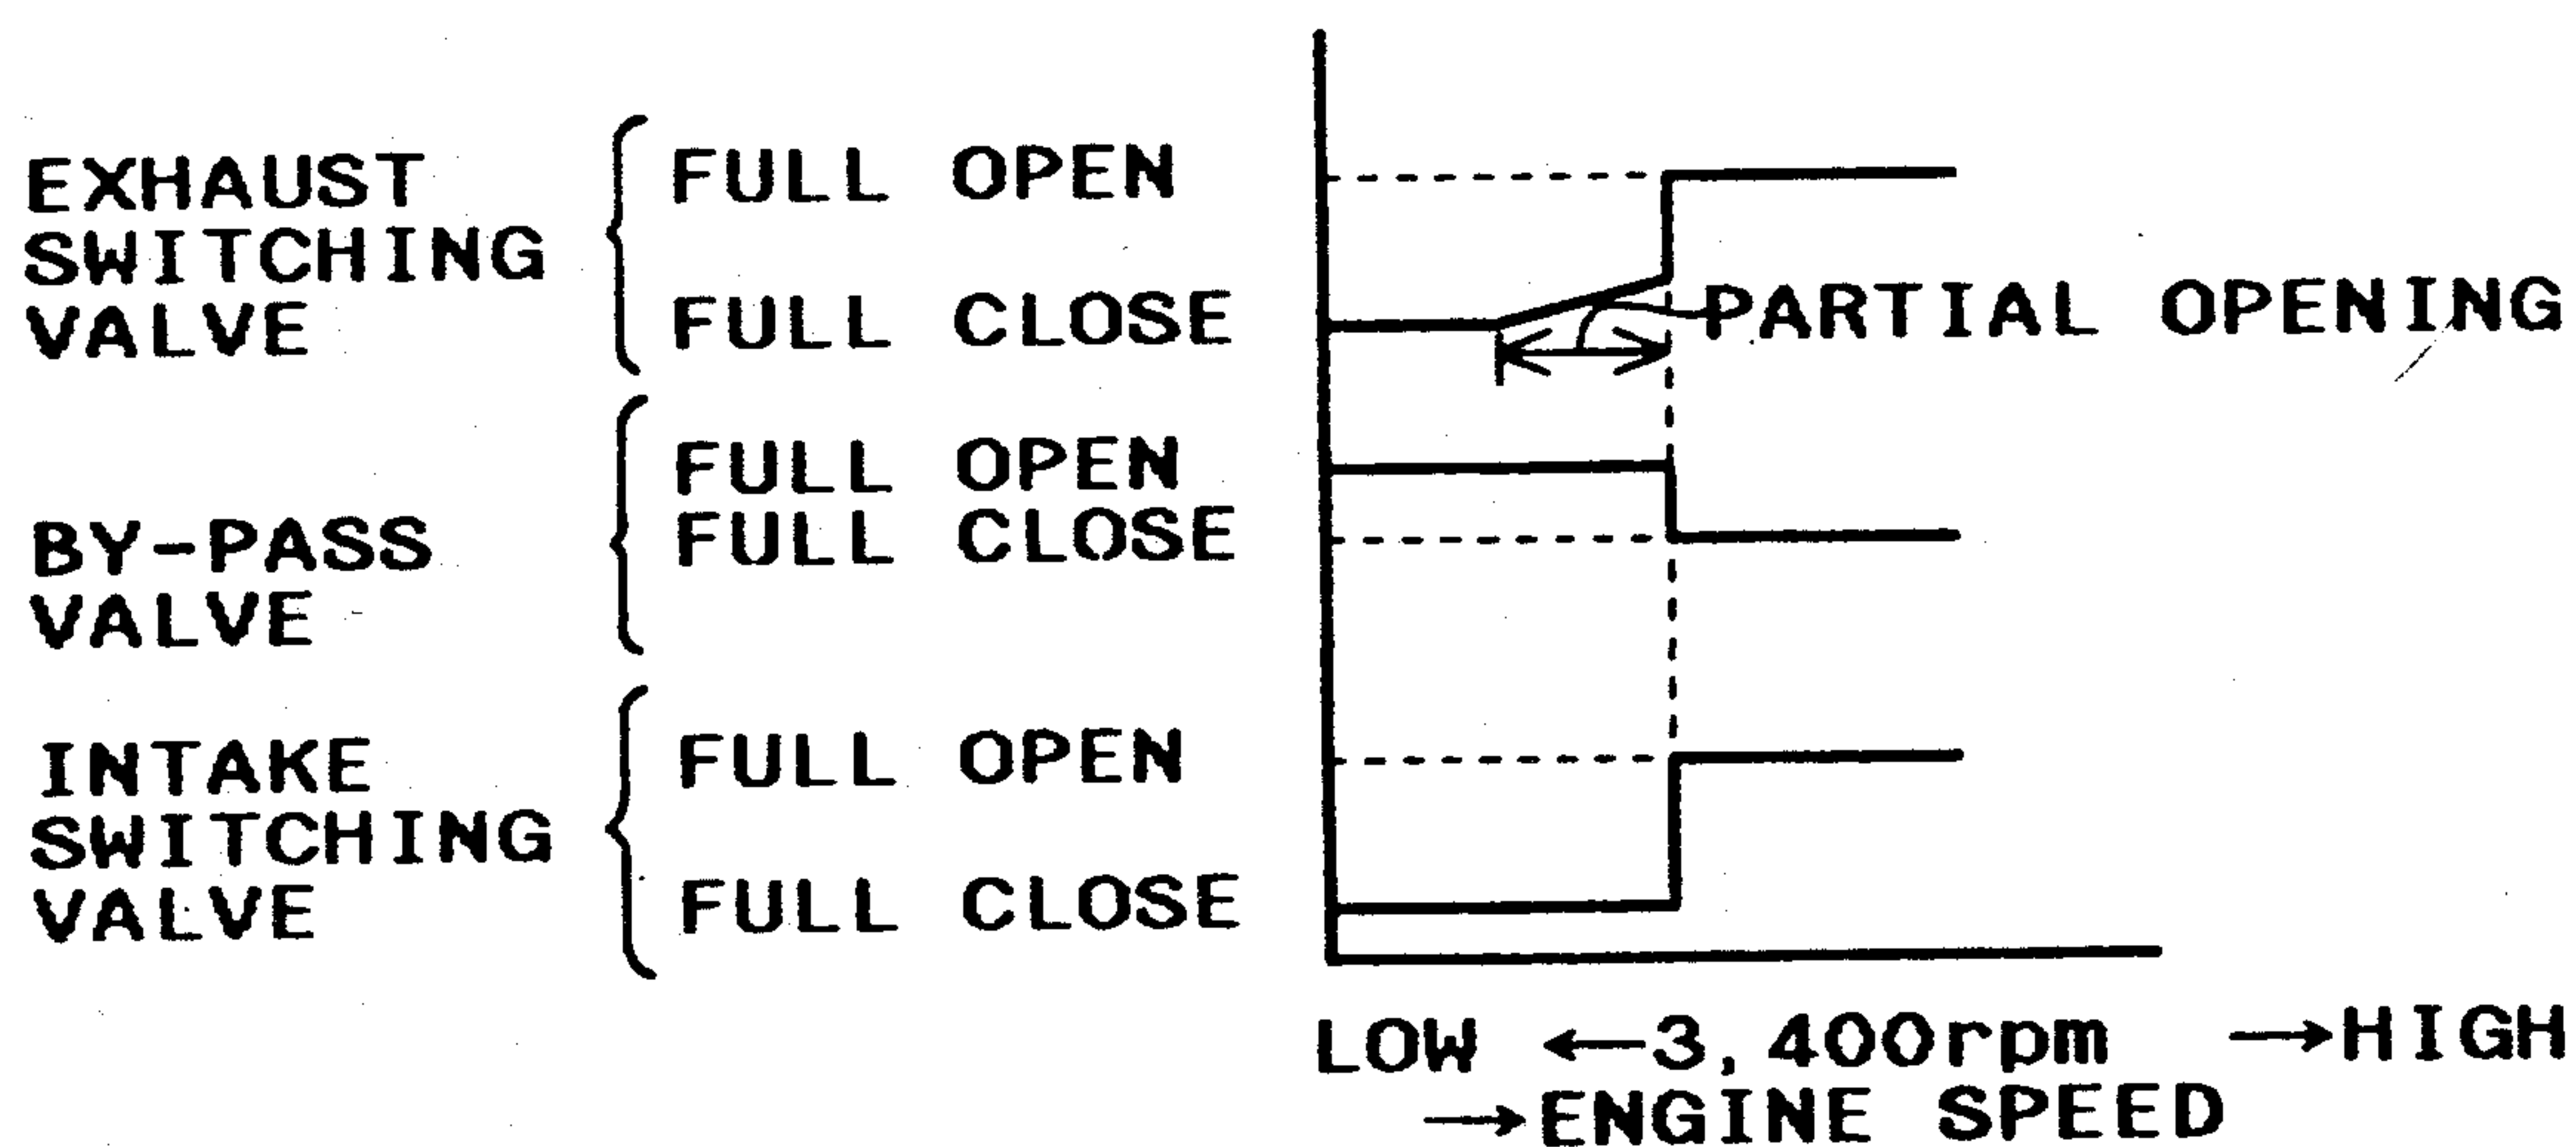 EXHAUST
SWITCHING
VALVE
FULL OPEN
FULL CLOSE
PARTIAL OPENING
BY-PASS
VALVE
FULL OPEN
FULL CLOSE
INTAKE
SWITCHING
VALVE
FULL OPEN
FULL CLOSE
LOW ←3,400rpm →HIGH
→ENGINE SPEED